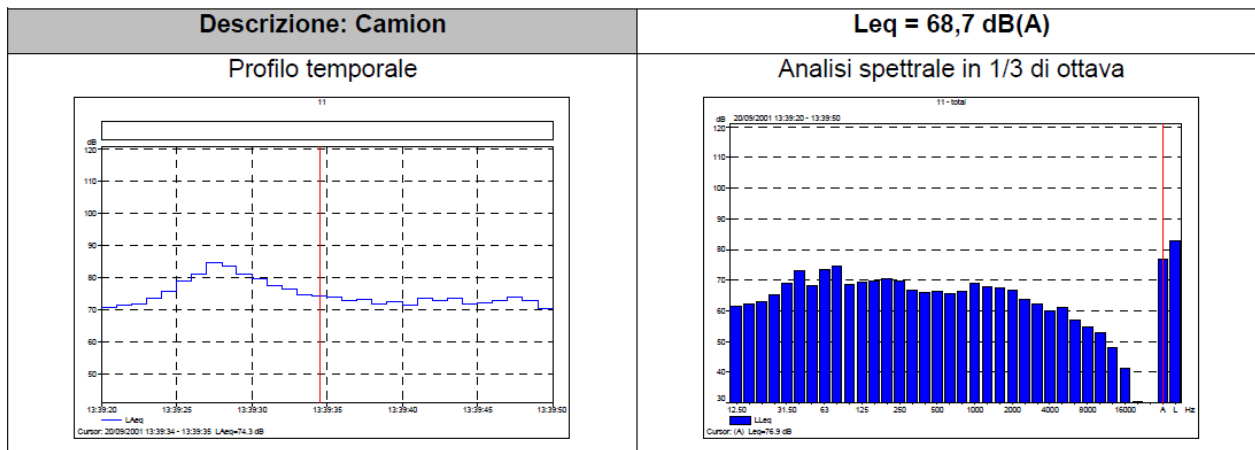 Descrizione: Camion
Leq = 68,7 dB(A)
Profilo temporale
Analisi spettrale in 1/3 di ottava
11
dB
120
110
100
90
80
70
60
50
13:39:20 13:39:25 13:39:30 13:39:35 13:39:40 13:39:45 13:39:50
LAeq
Cursor: 20/09/2001 13:39:34 - 13:39:35 LAeq=74.3 dB
11 - total
dB 20/09/2001 13:39:20 - 13:39:50
120
110
100
90
80
70
60
50
40
30
12.50 31.50 63 125 250 500 1000 2000 4000 8000 16000 A L Hz
LLeq
Cursor: (A) Leq=76.9 dB